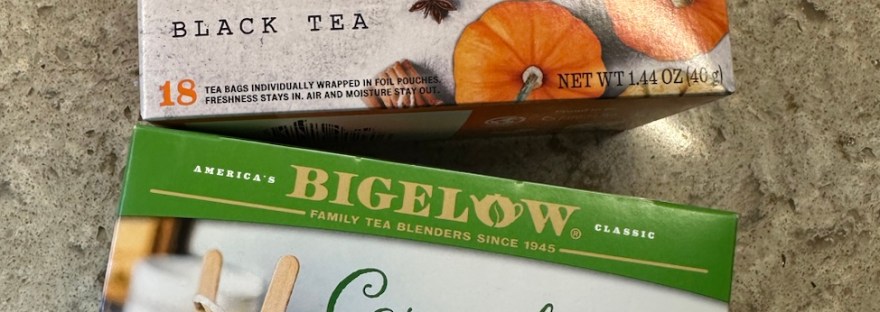 BLACK TEA
18 TEA BAGS INDIVIDUALLY WRAPPED IN FOIL POUCHES.
FRESHNESS STAYS IN. AIR AND MOISTURE STAY OUT.
NET WT 1.44 OZ (40 g)
AMERICA'S BIGELOW® CLASSIC
FAMILY TEA BLENDERS SINCE 1945